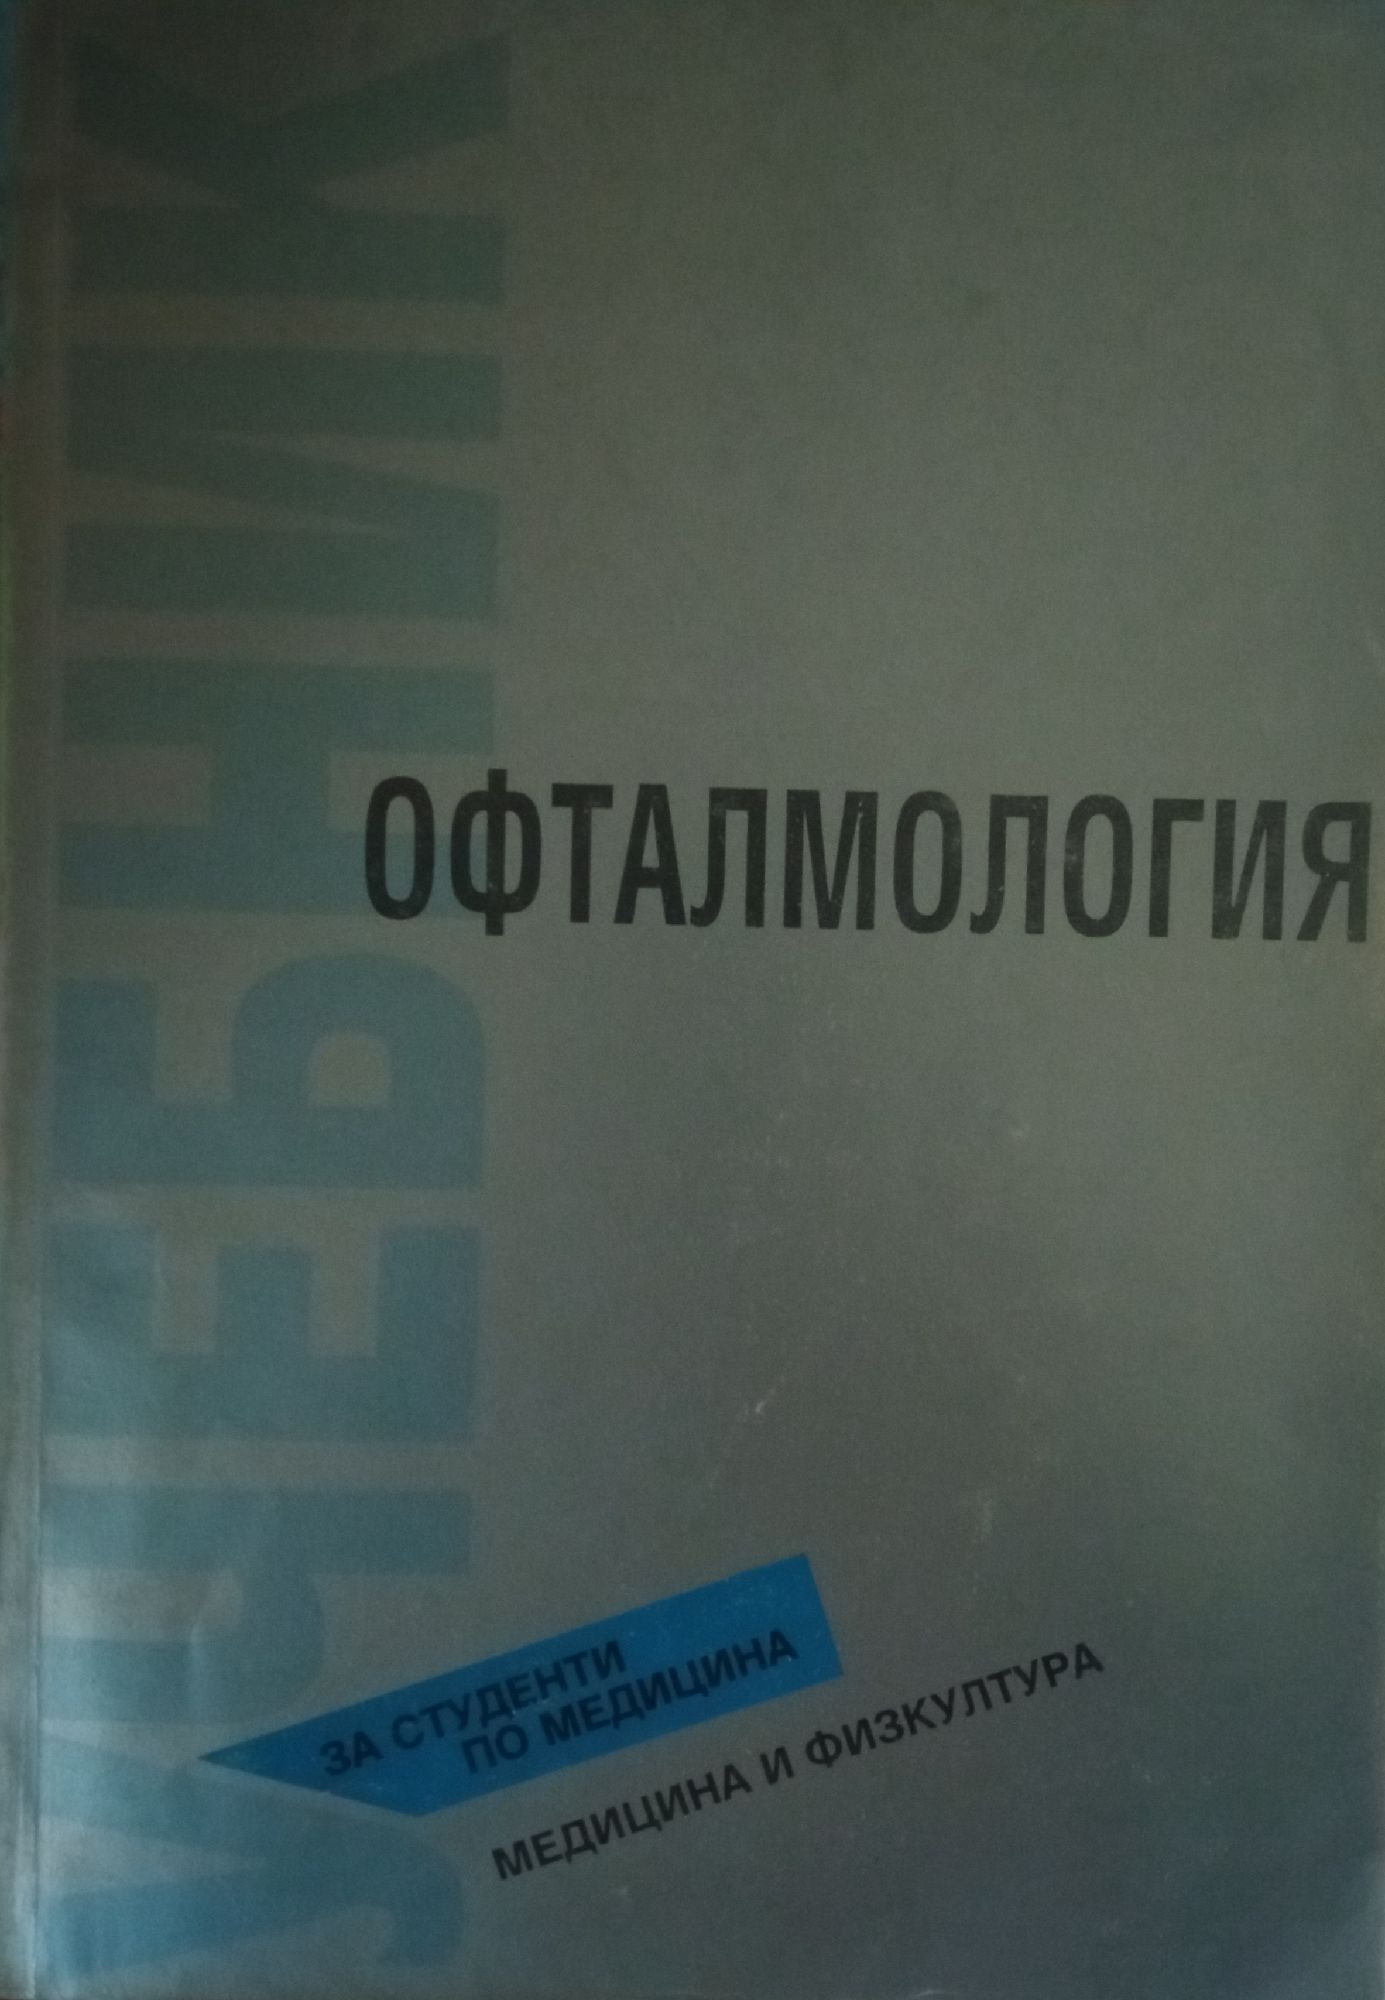 УЧЕБНИК
ОФТАЛМОЛОГИЯ
ЗА СТУДЕНТИ
ПО МЕДИЦИНА
МЕДИЦИНА И ФИЗКУЛТУРА